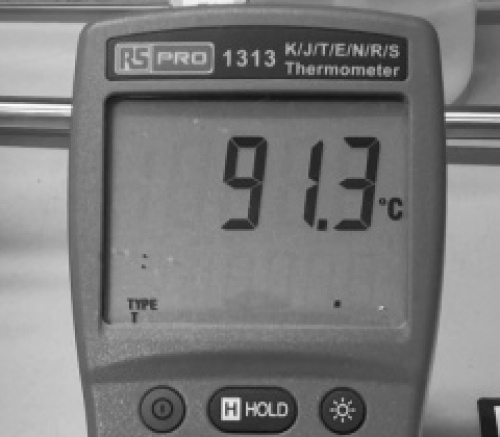 RS PRO 1313 K/J/T/E/N/R/S
Thermometer
91.3 °C
:
TYPE
T
H HOLD